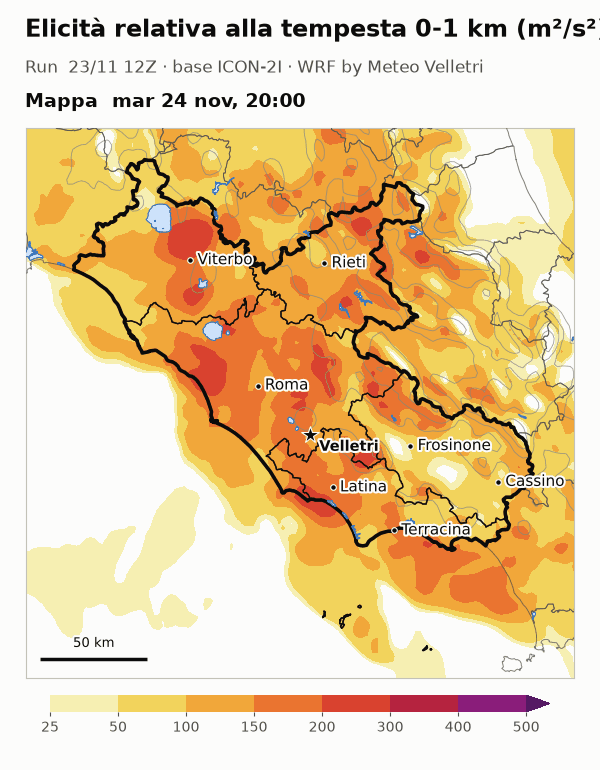 Elicità relativa alla tempesta 0-1 km (m²/s²)
Run 23/11 12Z · base ICON-2I · WRF by Meteo Velletri
Mappa mar 24 nov, 20:00
Viterbo
Rieti
Roma
Velletri
Frosinone
Cassino
Latina
Terracina
50 km
25 50 100 150 200 300 400 500